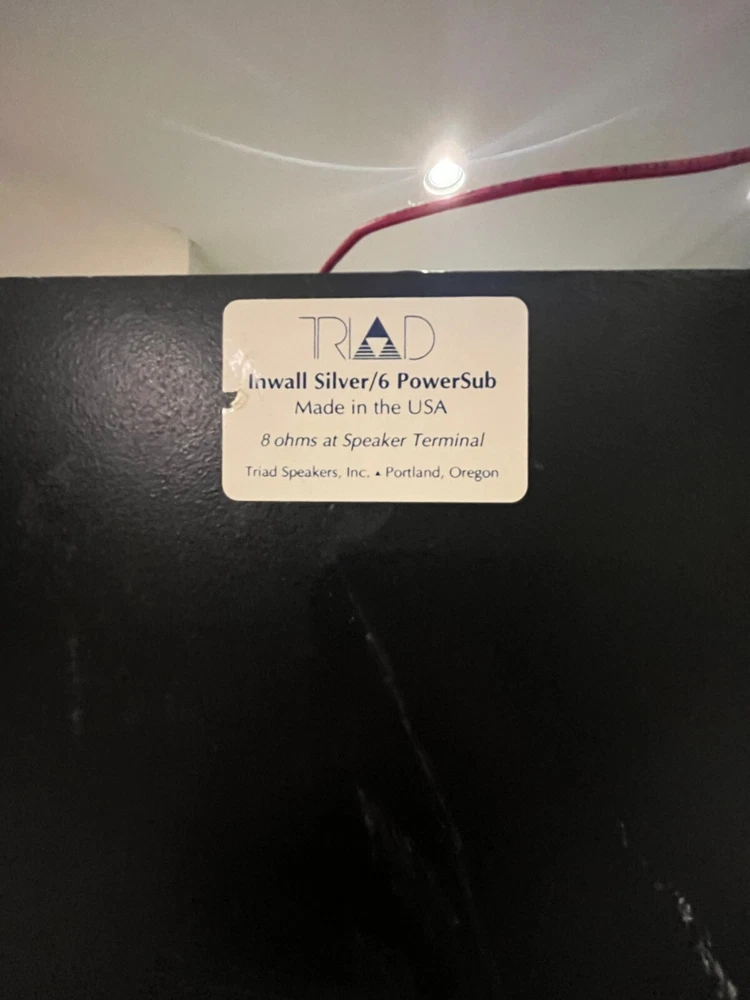 TRIAD
Inwall Silver/6 PowerSub
Made in the USA
8 ohms at Speaker Terminal
Triad Speakers, Inc. ▴ Portland, Oregon